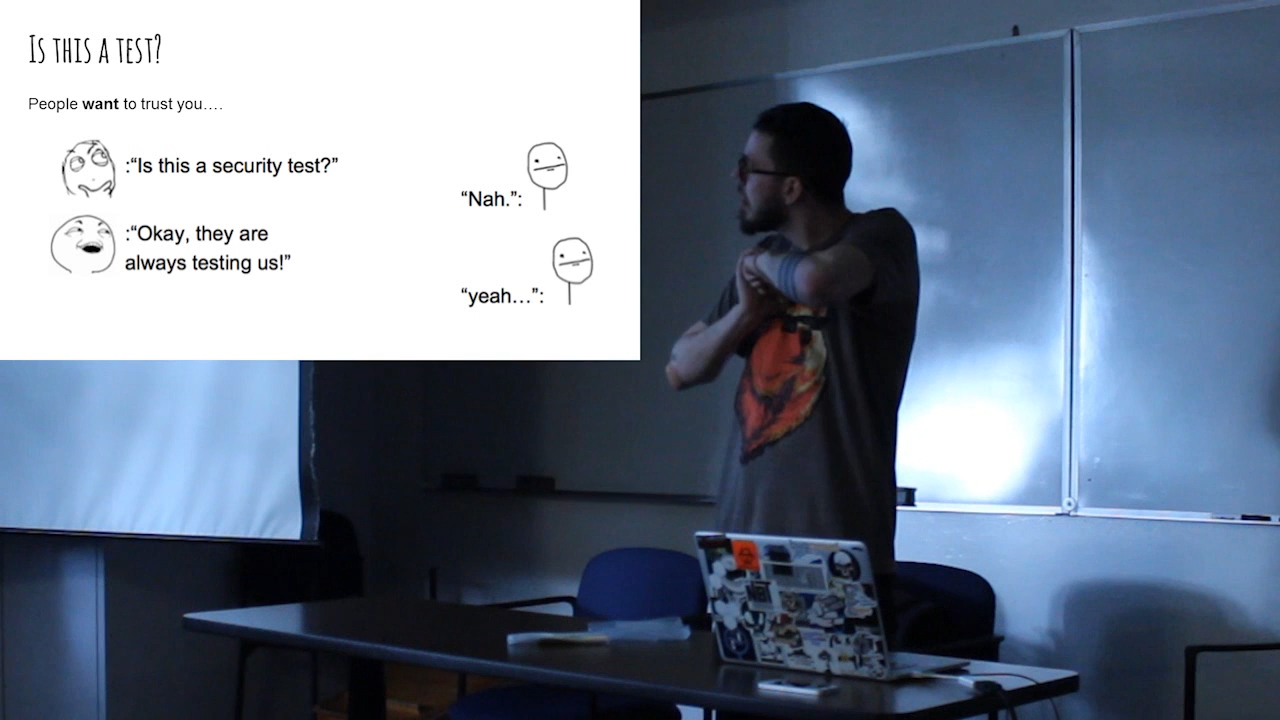 Is this a test?
People want to trust you….
:“Is this a security test?”
“Nah.”:
:“Okay, they are
always testing us!”
“yeah…”: